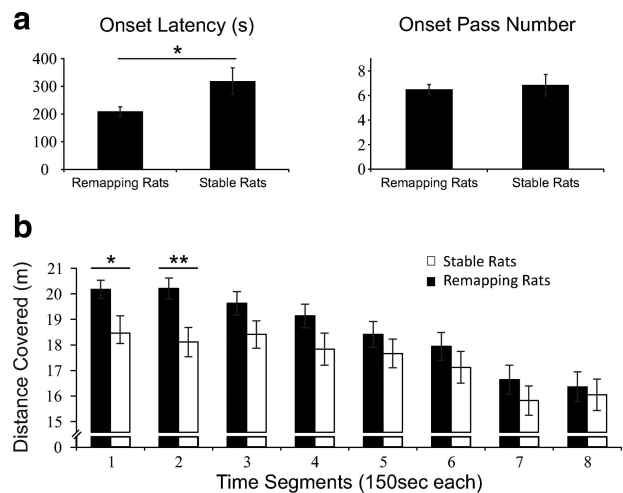 a
Onset Latency (s)
400
300
200
100
0
*
Remapping Rats
Stable Rats
Onset Pass Number
8
6
4
2
0
Remapping Rats
Stable Rats
b
Distance Covered (m)
21
20
19
18
17
16
15
0
*
**
Stable Rats
Remapping Rats
1 2 3 4 5 6 7 8
Time Segments (150sec each)